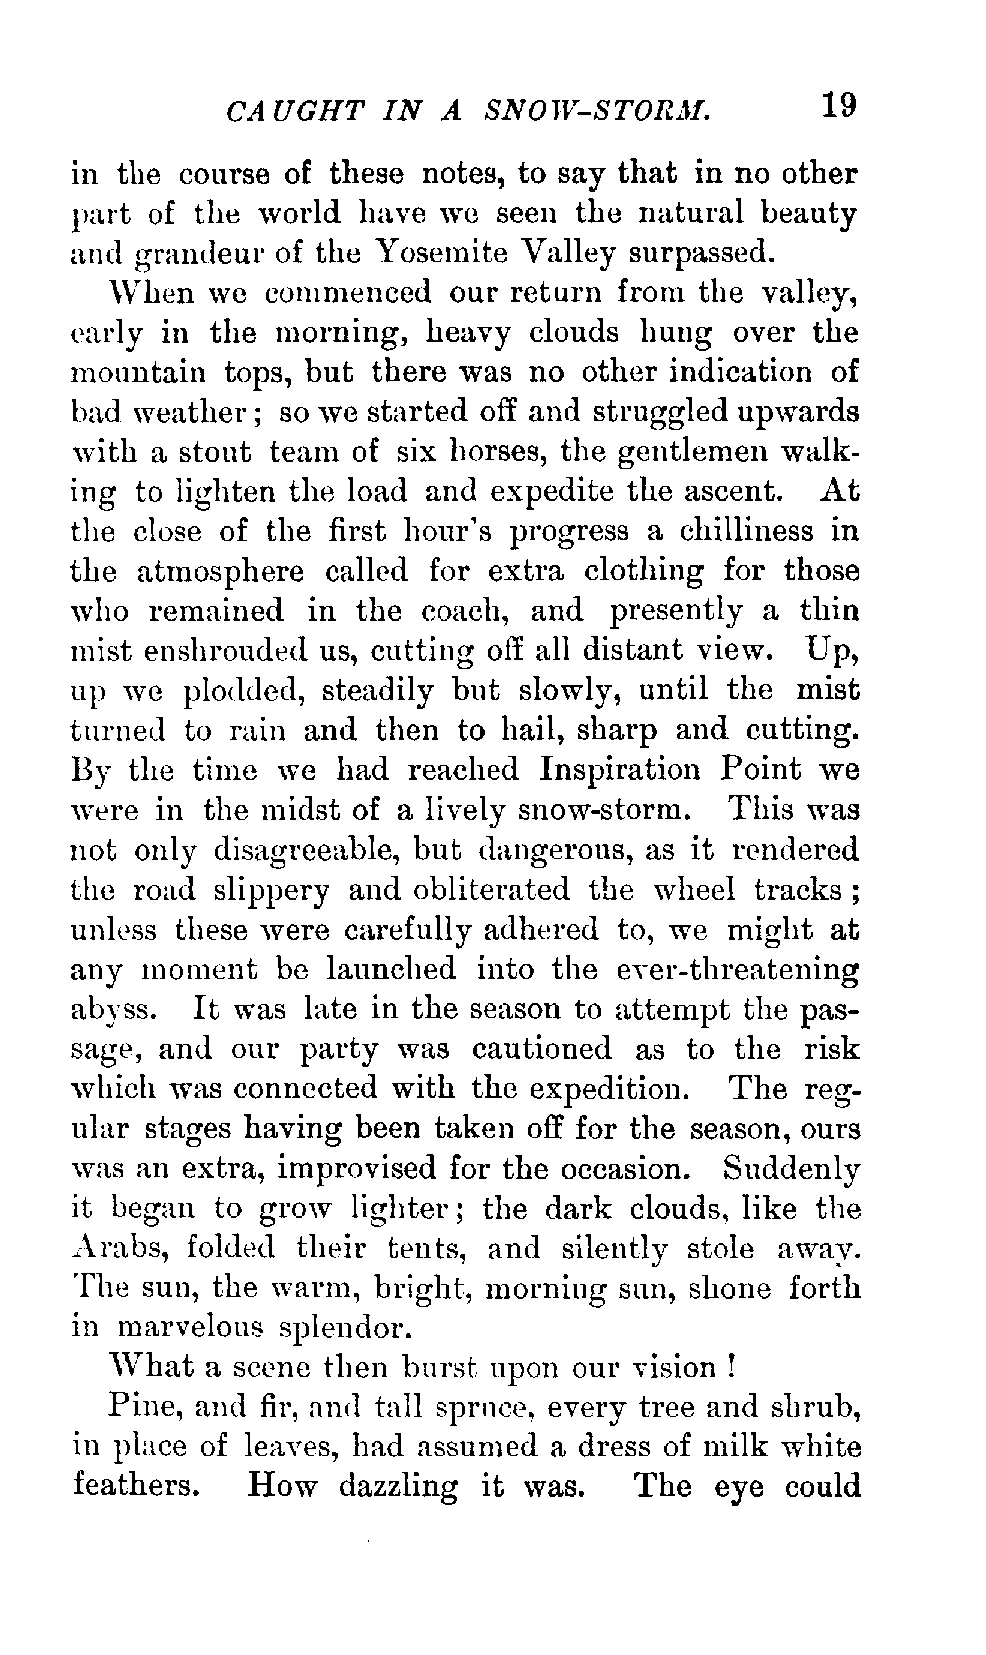 CAUGHT IN A SNOW-STORM. 19
in the course of these notes, to say that in no other
part of the world have we seen the natural beauty
and grandeur of the Yosemite Valley surpassed.
When we commenced our return from the valley,
early in the morning, heavy clouds hung over the
mountain tops, but there was no other indication of
bad weather; so we started off and struggled upwards
with a stout team of six horses, the gentlemen walk-
ing to lighten the load and expedite the ascent. At
the close of the first hour's progress a chilliness in
the atmosphere called for extra clothing for those
who remained in the coach, and presently a thin
mist enshrouded us, cutting off all distant view. Up,
up we plodded, steadily but slowly, until the mist
turned to rain and then to hail, sharp and cutting.
By the time we had reached Inspiration Point we
were in the midst of a lively snow-storm. This was
not only disagreeable, but dangerous, as it rendered
the road slippery and obliterated the wheel tracks;
unless these were carefully adhered to, we might at
any moment be launched into the ever-threatening
abyss. It was late in the season to attempt the pas-
sage, and our party was cautioned as to the risk
which was connected with the expedition. The reg-
ular stages having been taken off for the season, ours
was an extra, improvised for the occasion. Suddenly
it began to grow lighter; the dark clouds, like the
Arabs, folded their tents, and silently stole away.
The sun, the warm, bright, morning sun, shone forth
in marvelous splendor.
What a scene then burst upon our vision!
Pine, and fir, and tall spruce, every tree and shrub,
in place of leaves, had assumed a dress of milk white
feathers. How dazzling it was. The eye could